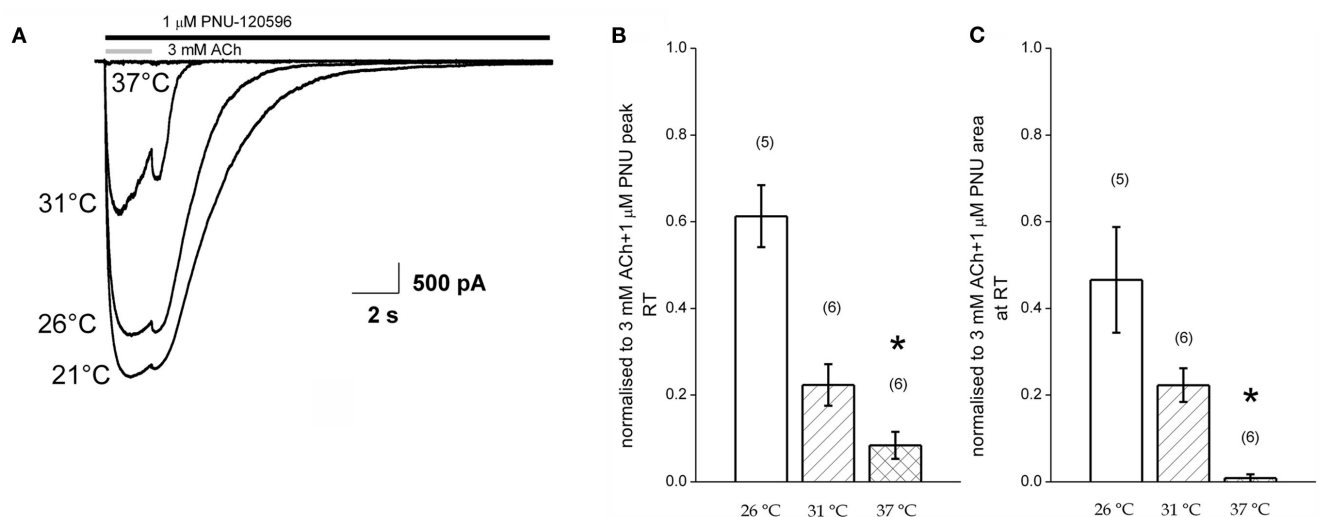 A
1 μM PNU-120596
3 mM ACh
37°C
31°C
26°C
21°C
500 pA
2 s
B
normalised to 3 mM ACh+1 μM PNU peak
RT
1.0
0.8
0.6
0.4
0.2
0.0
(5)
(6)
*
(6)
26 °C
31 °C
37 °C
C
normalised to 3 mM ACh+1 μM PNU area
at RT
1.0
0.8
0.6
0.4
0.2
0.0
(5)
(6)
*
(6)
26 °C
31 °C
37 °C